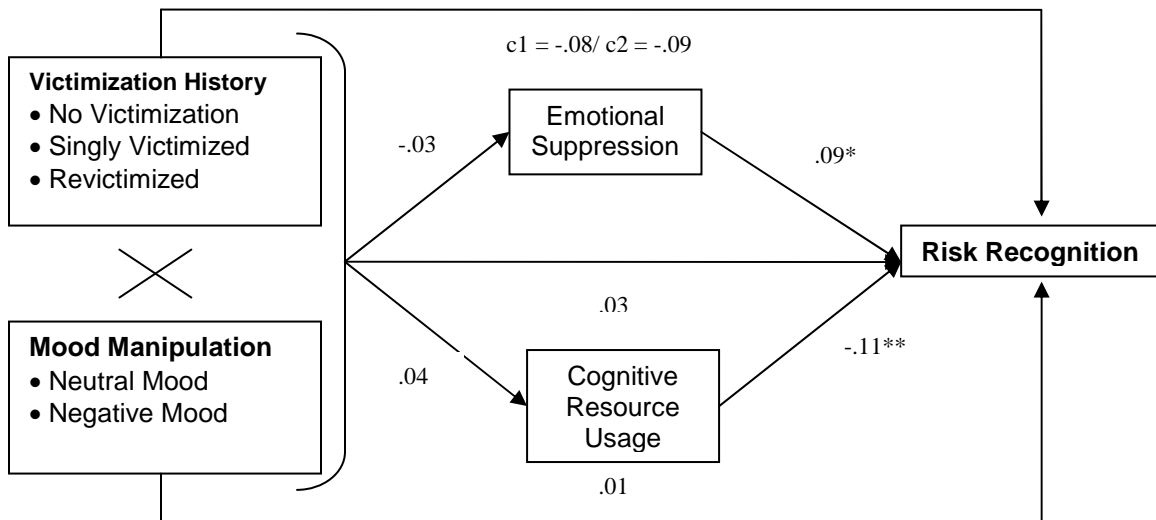 c1 = -.08/ c2 = -.09
Victimization History
• No Victimization
• Singly Victimized
• Revictimized
Emotional
Suppression
-.03
.09*
Risk Recognition
.03
Mood Manipulation
• Neutral Mood
• Negative Mood
.04
Cognitive
Resource
Usage
-.11**
.01